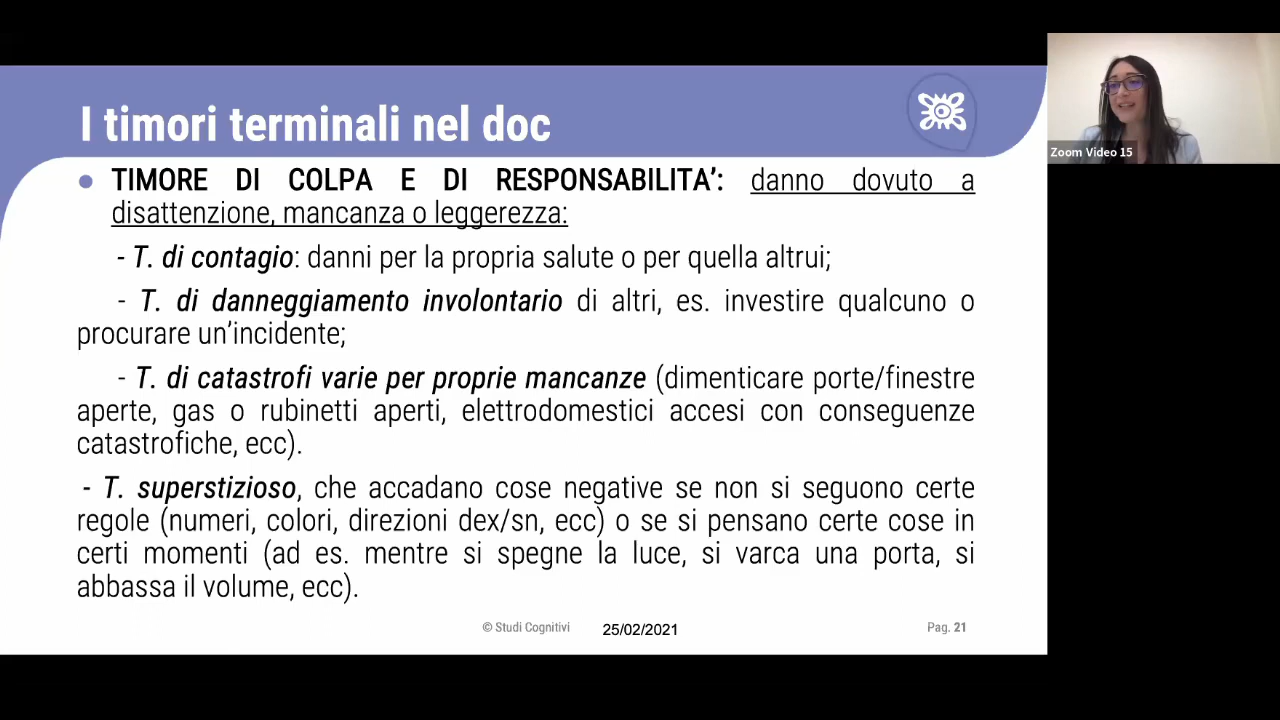 I timori terminali nel doc
Zoom Video 15
● TIMORE DI COLPA E DI RESPONSABILITA’: danno dovuto a
disattenzione, mancanza o leggerezza:
- T. di contagio: danni per la propria salute o per quella altrui;
- T. di danneggiamento involontario di altri, es. investire qualcuno o
procurare un’incidente;
- T. di catastrofi varie per proprie mancanze (dimenticare porte/finestre
aperte, gas o rubinetti aperti, elettrodomestici accesi con conseguenze
catastrofiche, ecc).
- T. superstizioso, che accadano cose negative se non si seguono certe
regole (numeri, colori, direzioni dex/sn, ecc) o se si pensano certe cose in
certi momenti (ad es. mentre si spegne la luce, si varca una porta, si
abbassa il volume, ecc).
© Studi Cognitivi 25/02/2021 Pag. 21